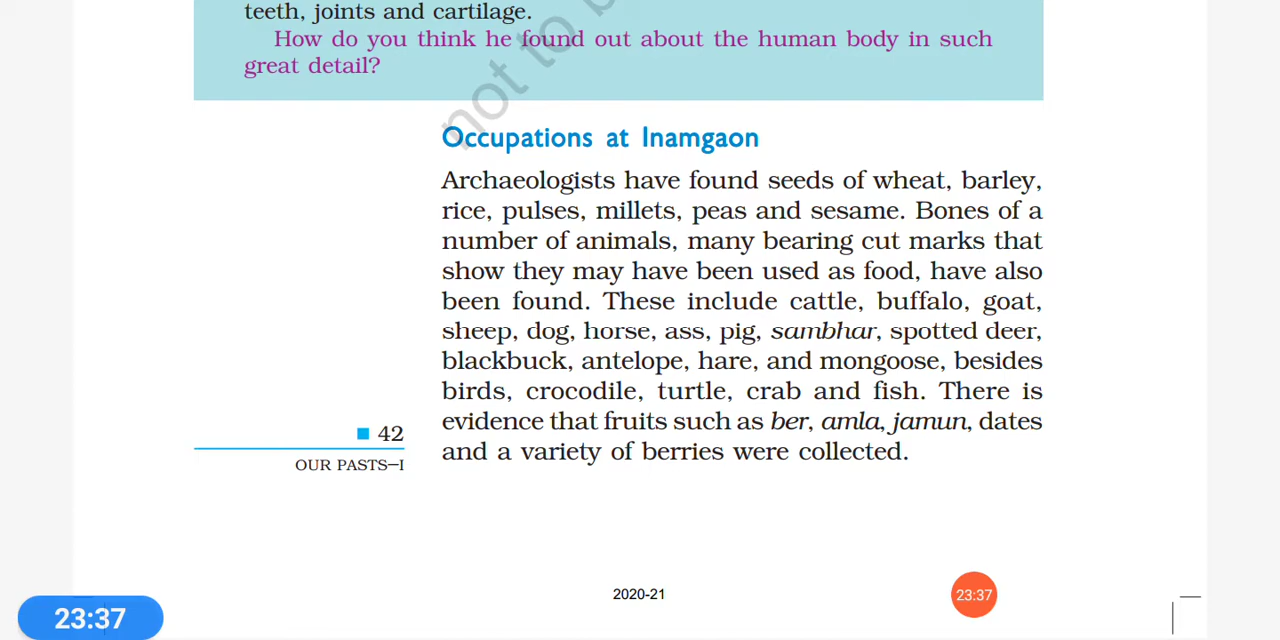 teeth, joints and cartilage.
How do you think he found out about the human body in such
great detail?
not to b
Occupations at Inamgaon
Archaeologists have found seeds of wheat, barley,
rice, pulses, millets, peas and sesame. Bones of a
number of animals, many bearing cut marks that
show they may have been used as food, have also
been found. These include cattle, buffalo, goat,
sheep, dog, horse, ass, pig, sambhar, spotted deer,
blackbuck, antelope, hare, and mongoose, besides
birds, crocodile, turtle, crab and fish. There is
evidence that fruits such as ber, amla, jamun, dates
and a variety of berries were collected.
42
OUR PASTS–I
2020-21
23:37
23:37